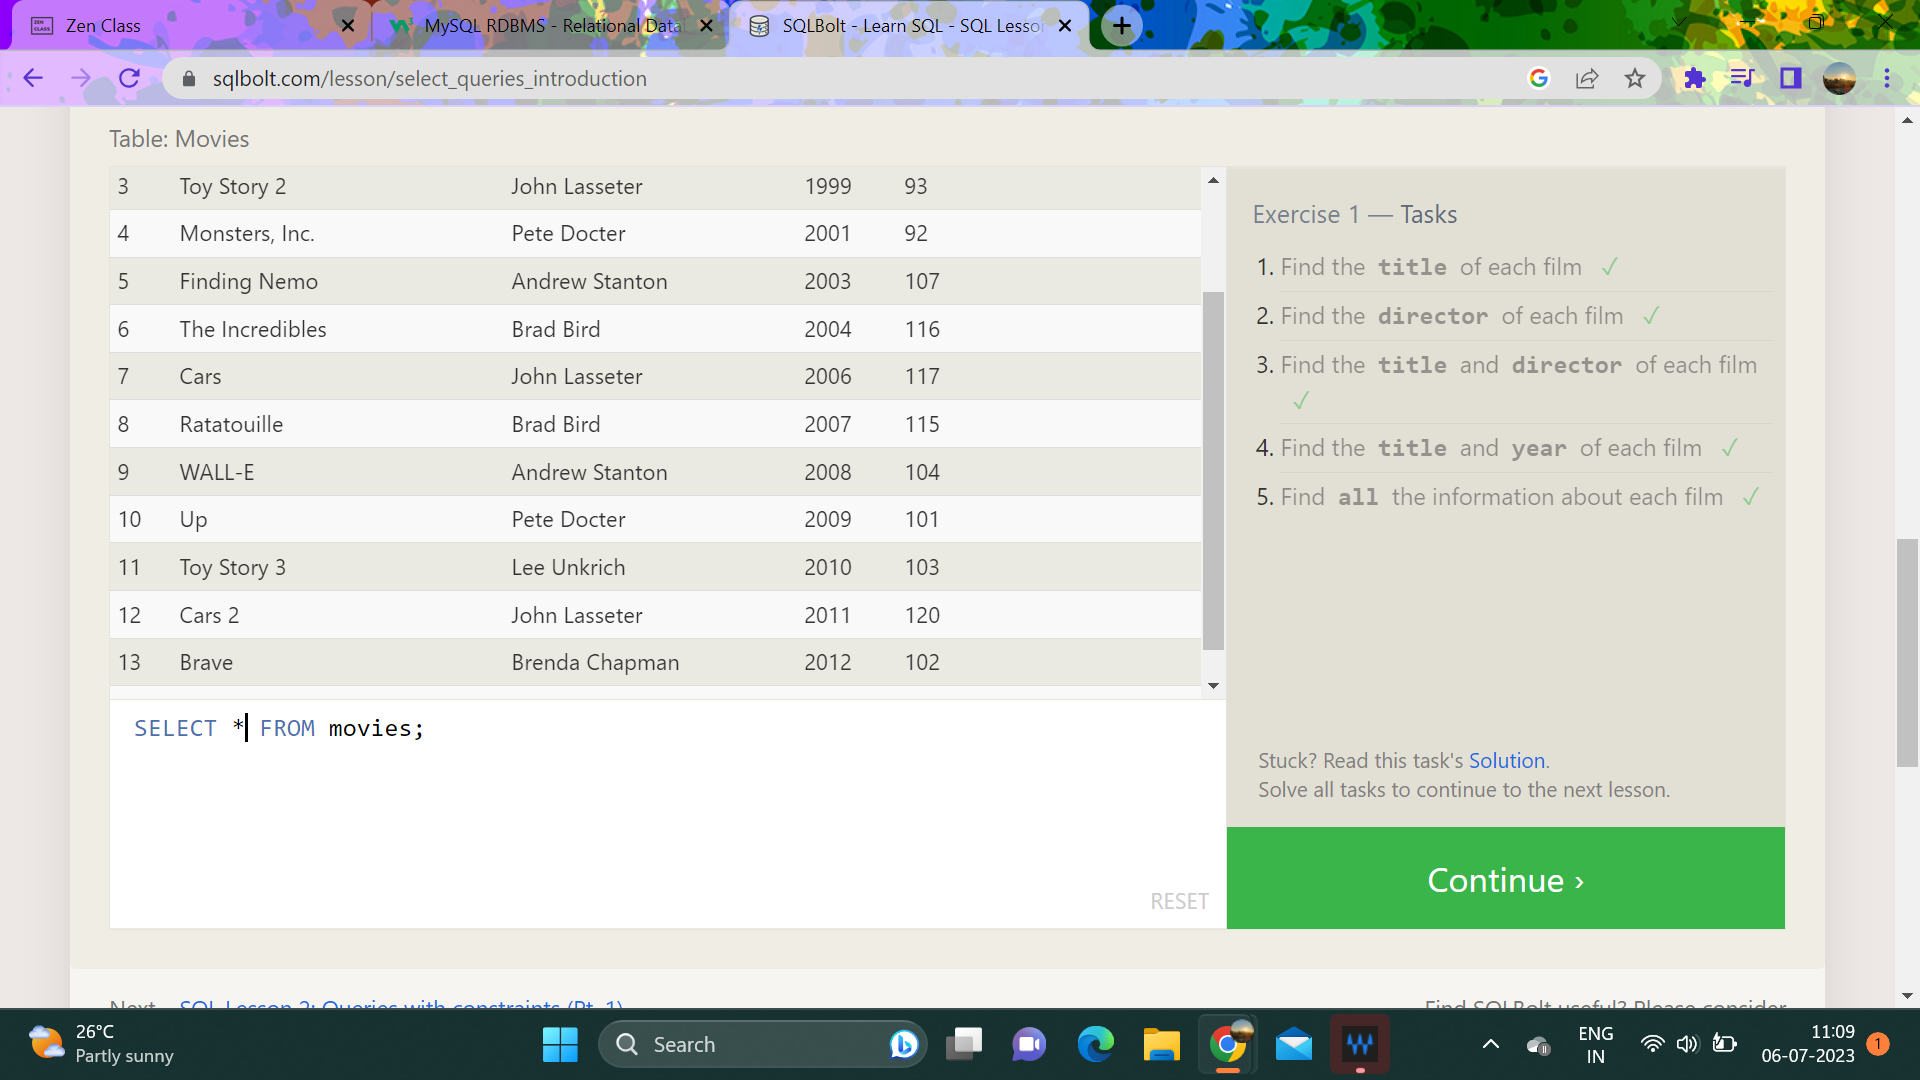 Zen Class
MySQL RDBMS - Relational Data
SQLBolt - Learn SQL - SQL Lesso
sqlbolt.com/lesson/select_queries_introduction
Table: Movies
3 Toy Story 2 John Lasseter 1999 93
4 Monsters, Inc. Pete Docter 2001 92
5 Finding Nemo Andrew Stanton 2003 107
6 The Incredibles Brad Bird 2004 116
7 Cars John Lasseter 2006 117
8 Ratatouille Brad Bird 2007 115
9 WALL-E Andrew Stanton 2008 104
10 Up Pete Docter 2009 101
11 Toy Story 3 Lee Unkrich 2010 103
12 Cars 2 John Lasseter 2011 120
13 Brave Brenda Chapman 2012 102
SELECT * FROM movies;
RESET
Exercise 1 — Tasks
1. Find the title of each film ✓
2. Find the director of each film ✓
3. Find the title and director of each film
✓
4. Find the title and year of each film ✓
5. Find all the information about each film ✓
Stuck? Read this task's Solution.
Solve all tasks to continue to the next lesson.
Continue ›
Next – SQL Lesson 2: Queries with constraints (Pt. 1)
Find SQLBolt useful? Please consider
26°C
Partly sunny
Search
ENG
IN
11:09
06-07-2023
1